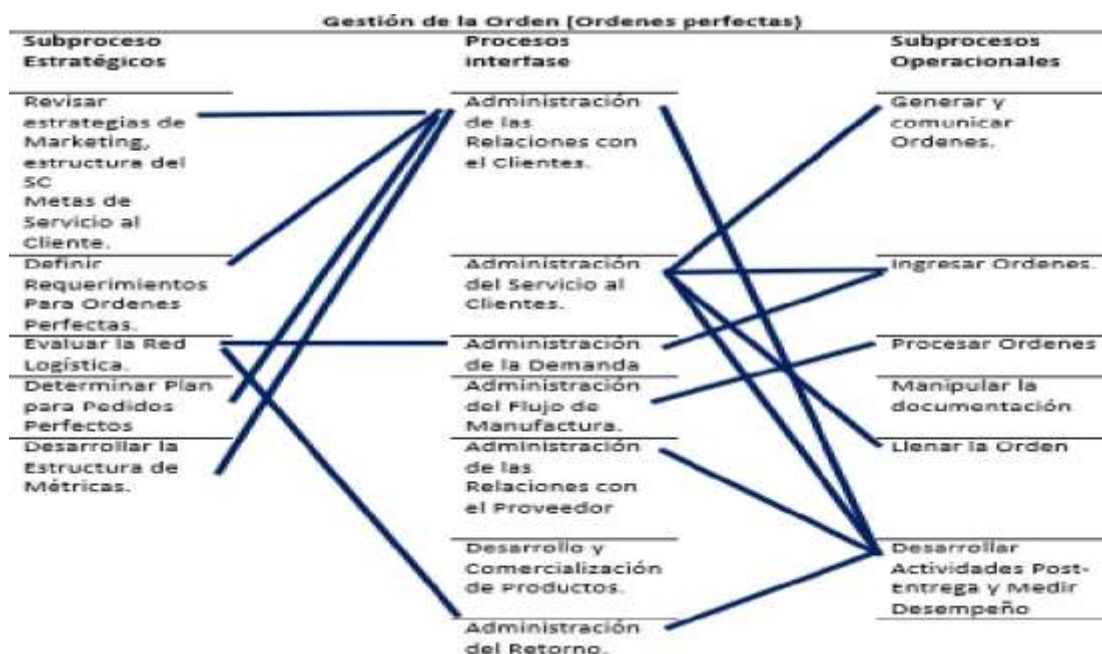 Gestión de la Orden (Ordenes perfectas)
Subproceso
Estratégicos
Procesos
interfase
Subprocesos
Operacionales
Revisar
estrategias de
Marketing,
estructura del
SC
Metas de
Servicio al
Cliente.
Definir
Requerimientos
Para Ordenes
Perfectas.
Evaluar la Red
Logística.
Determinar Plan
para Pedidos
Perfectos
Desarrollar la
Estructura de
Métricas.
Administración
de las
Relaciones con
el Clientes.
Administración
del Servicio al
Clientes.
Administración
de la Demanda
Administración
del Flujo de
Manufactura.
Administración
de las
Relaciones con
el Proveedor
Desarrollo y
Comercialización
de Productos.
Administración
del Retorno.
Generar y
comunicar
Ordenes.
Ingresar Ordenes.
Procesar Ordenes
Manipular la
documentación
Llenar la Orden
Desarrollar
Actividades Post-
Entrega y Medir
Desempeño